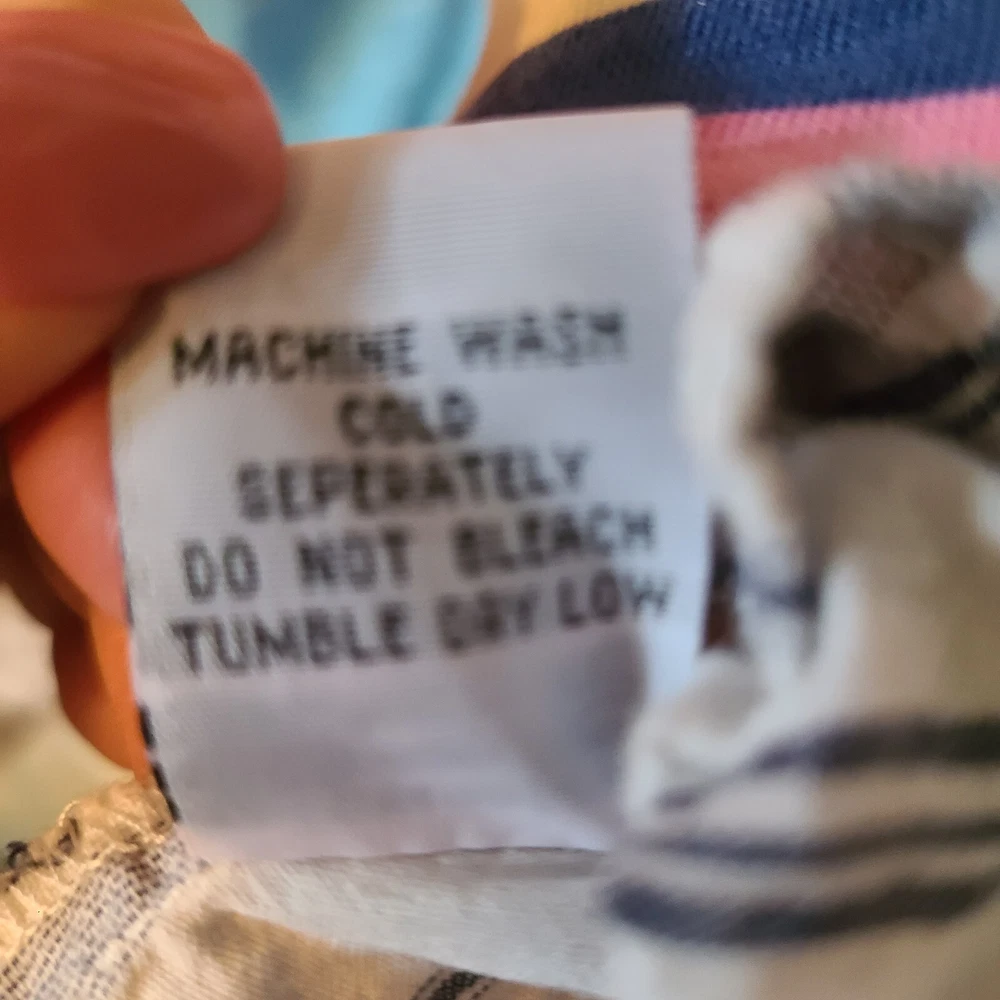 MACHINE WASH
COLD
SEPERATELY
DO NOT BLEACH
TUMBLE DRY LOW